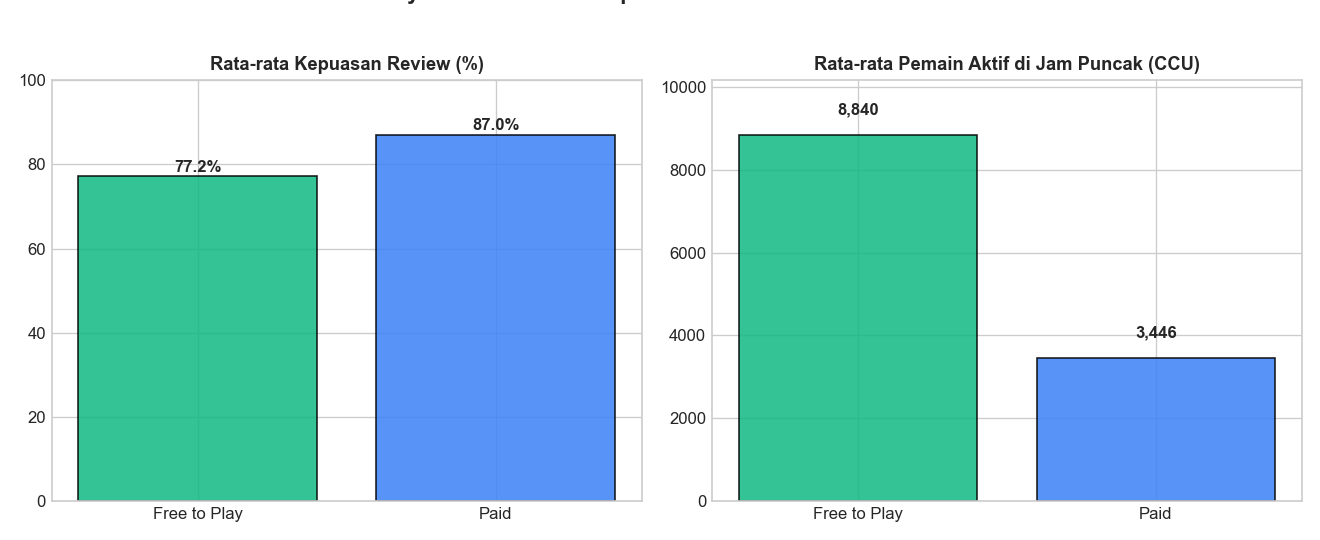 Rata-rata Kepuasan Review (%)
100
80
60
40
20
0
77.2%
87.0%
Free to Play
Paid
Rata-rata Pemain Aktif di Jam Puncak (CCU)
10000
8000
6000
4000
2000
0
8,840
3,446
Free to Play
Paid